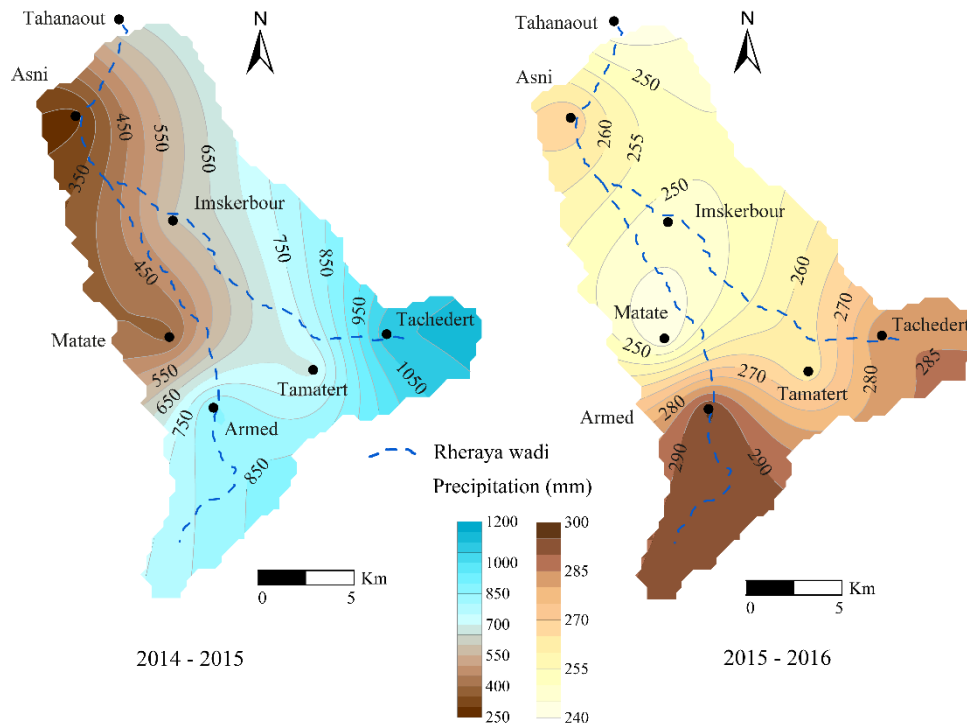 Tahanaout
N
Asni
450
550
650
350
Imskerbour
750
850
450
950
Tachedert
Matate
1050
550
Tamatert
650
750
Armed
850
0 5 Km
2014 - 2015
Rheraya wadi
Precipitation (mm)
1200
1000
850
700
550
400
250
300
285
270
255
240
Tahanaout
N
Asni
250
260
255
250
Imskerbour
260
270
Matate
Tachedert
250
285
270
Tamatert
280
280
Armed
290
290
0 5 Km
2015 - 2016